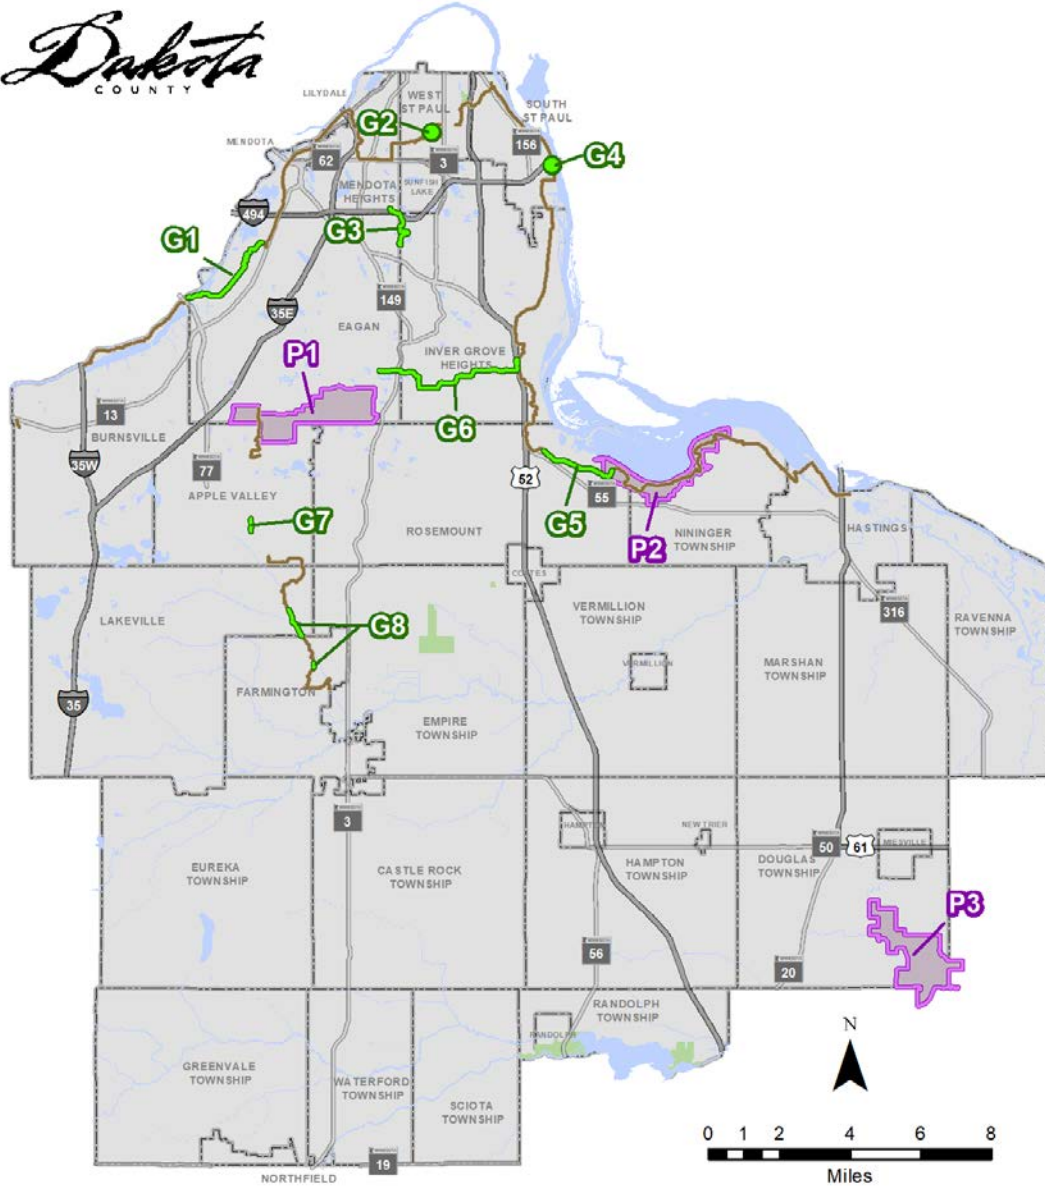 Dakota
COUNTY
LILYDALE
WEST
ST PAUL
SOUTH
ST PAUL
G2
MENDOTA
62
3
156
G4
MENDOTA
HEIGHTS
SUNFISH
LAKE
494
G3
G1
149
35E
EAGAN
INVER GROVE
HEIGHTS
P1
13
BURNSVILLE
G6
35W
77
52
APPLE VALLEY
55
G7
ROSEMOUNT
G5
P2
NININGER
TOWNSHIP
HASTINGS
COATES
LAKEVILLE
VERMILLION
TOWNSHIP
316
RAVENNA
TOWNSHIP
G8
VERMILLION
MARSHAN
TOWNSHIP
35
FARMINGTON
EMPIRE
TOWNSHIP
3
HAMPTON
NEW TRIER
50
61
MIESVILLE
EUREKA
TOWNSHIP
CASTLE ROCK
TOWNSHIP
HAMPTON
TOWNSHIP
DOUGLAS
TOWNSHIP
P3
56
20
RANDOLPH
TOWNSHIP
RANDOLPH
N
GREENVALE
TOWNSHIP
WATERFORD
TOWNSHIP
SCIOTA
TOWNSHIP
19
NORTHFIELD
0 1 2 4 6 8
Miles